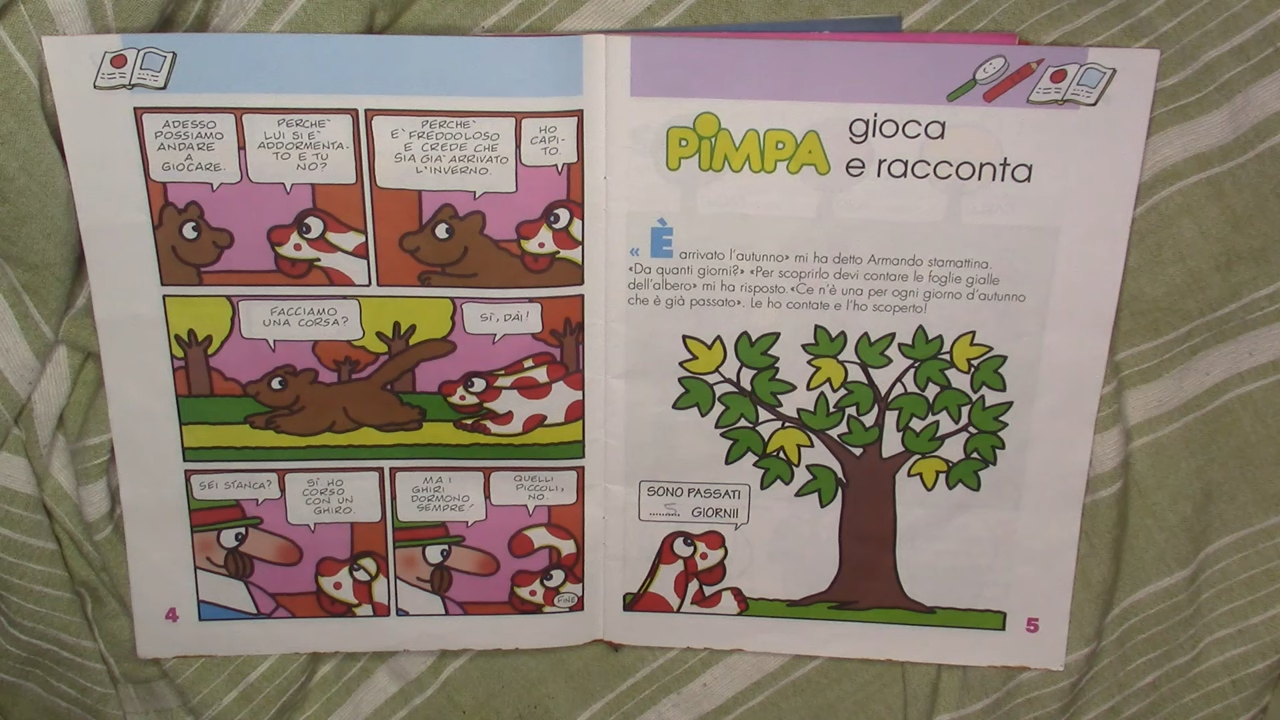 ADESSO
POSSIAMO
ANDARE
A
GIOCARE.
PERCHE`
LUI SI E`
ADDORMENTA-
TO E TU
NO?
PERCHE`
E` FREDDOLOSO
E CREDE CHE
SIA GIA` ARRIVATO
L'INVERNO.
HO
CAPI-
TO.
FACCIAMO
UNA CORSA?
SI`, DAI!
SEI STANCA?
SI` HO
CORSO
CON UN
GHIRO.
MA I
GHIRI
DORMONO
SEMPRE!
QUELLI
PICCOLI,
NO.
FINE
4
PiMPA gioca
e racconta
« È arrivato l'autunno» mi ha detto Armando stamattina.
«Da quanti giorni?» «Per scoprirlo devi contare le foglie gialle
dell'albero» mi ha risposto. «Ce n'è una per ogni giorno d'autunno
che è già passato». Le ho contate e l'ho scoperto!
SONO PASSATI
...5... GIORNI!
5